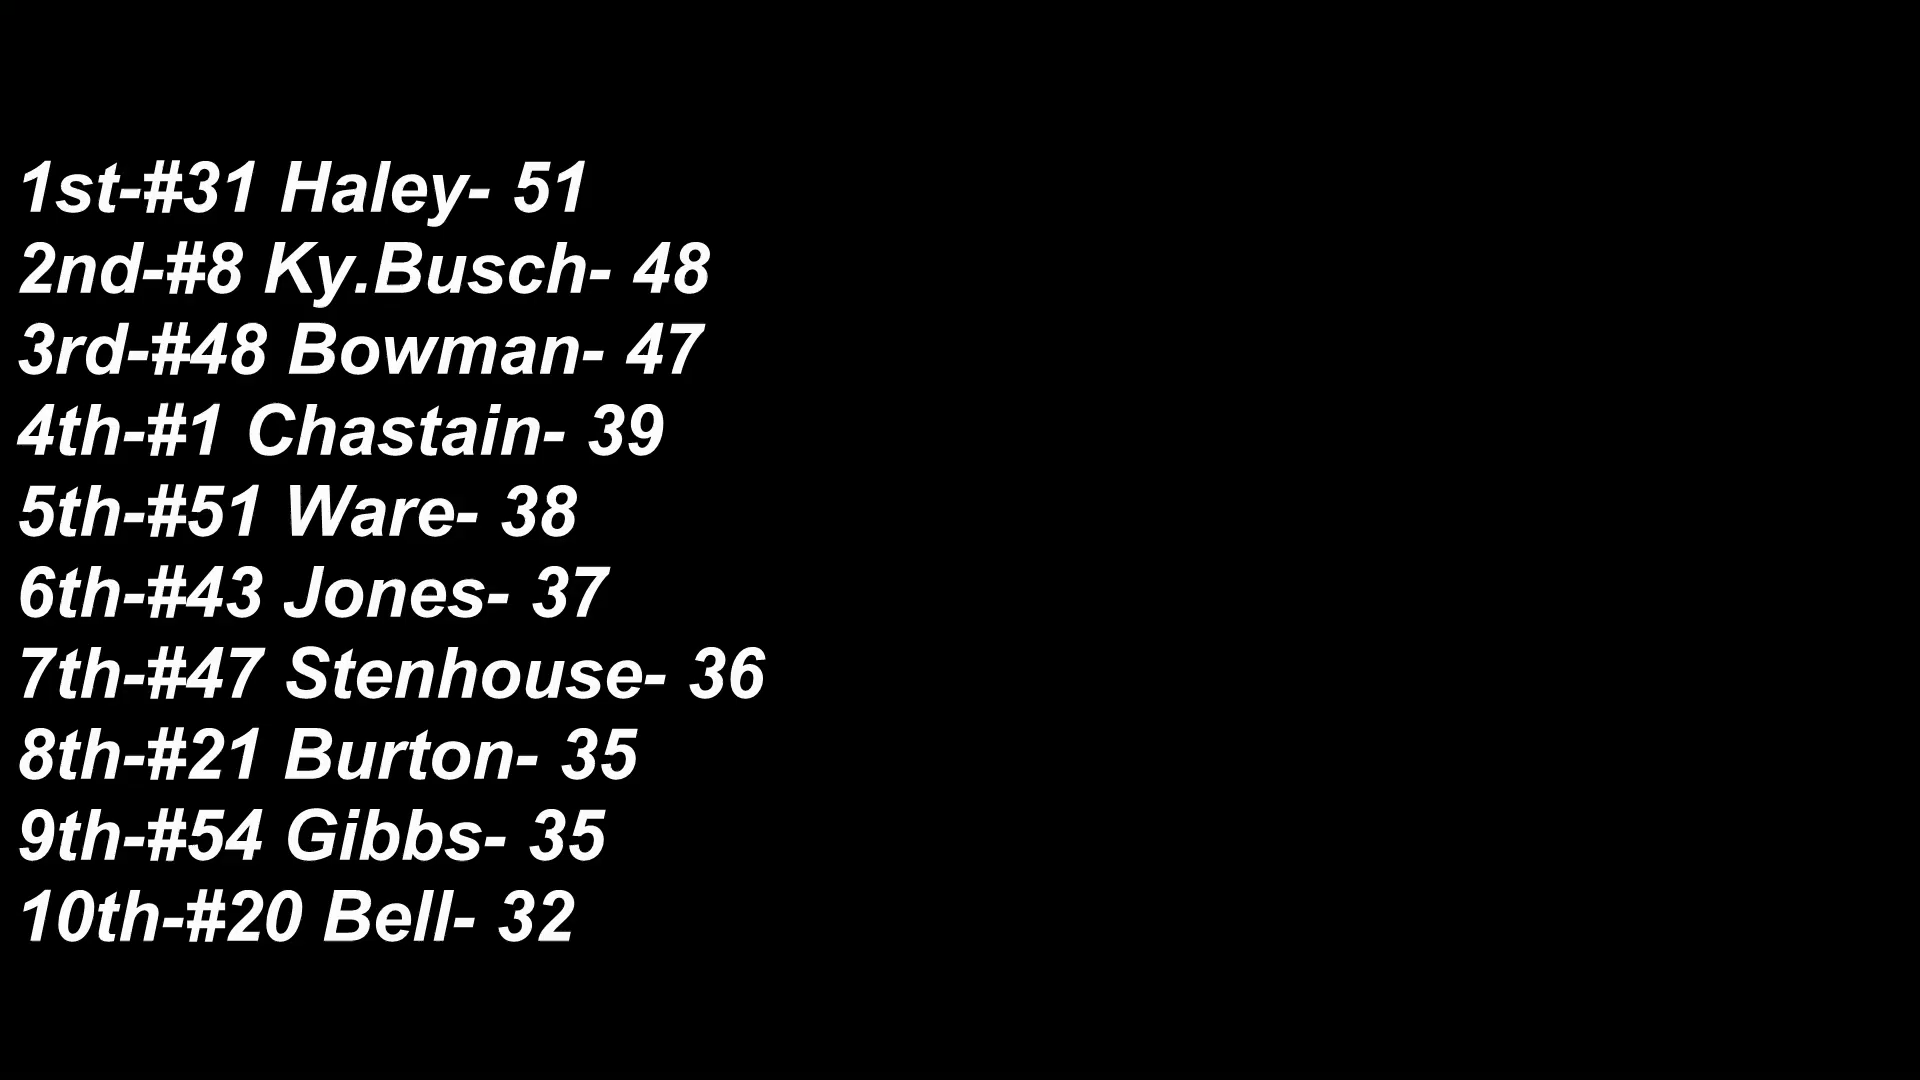 1st-#31 Haley- 51
2nd-#8 Ky.Busch- 48
3rd-#48 Bowman- 47
4th-#1 Chastain- 39
5th-#51 Ware- 38
6th-#43 Jones- 37
7th-#47 Stenhouse- 36
8th-#21 Burton- 35
9th-#54 Gibbs- 35
10th-#20 Bell- 32